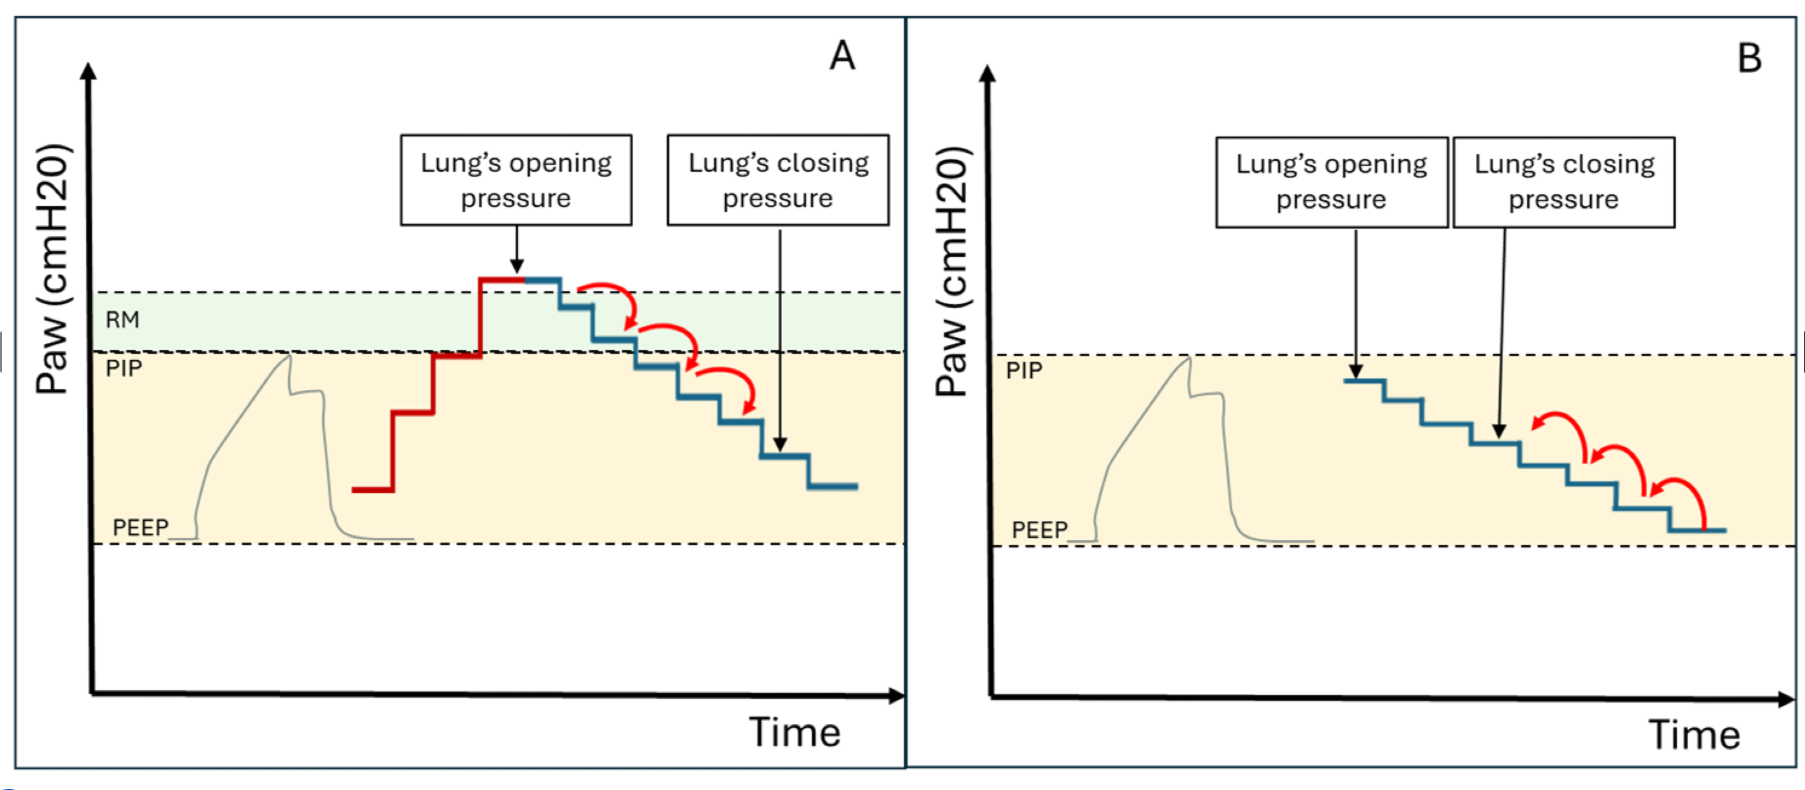 A
Paw (cmH20)
Lung's opening
pressure
Lung's closing
pressure
RM
PIP
PEEP
Time
B
Paw (cmH20)
Lung's opening
pressure
Lung's closing
pressure
PIP
PEEP
Time